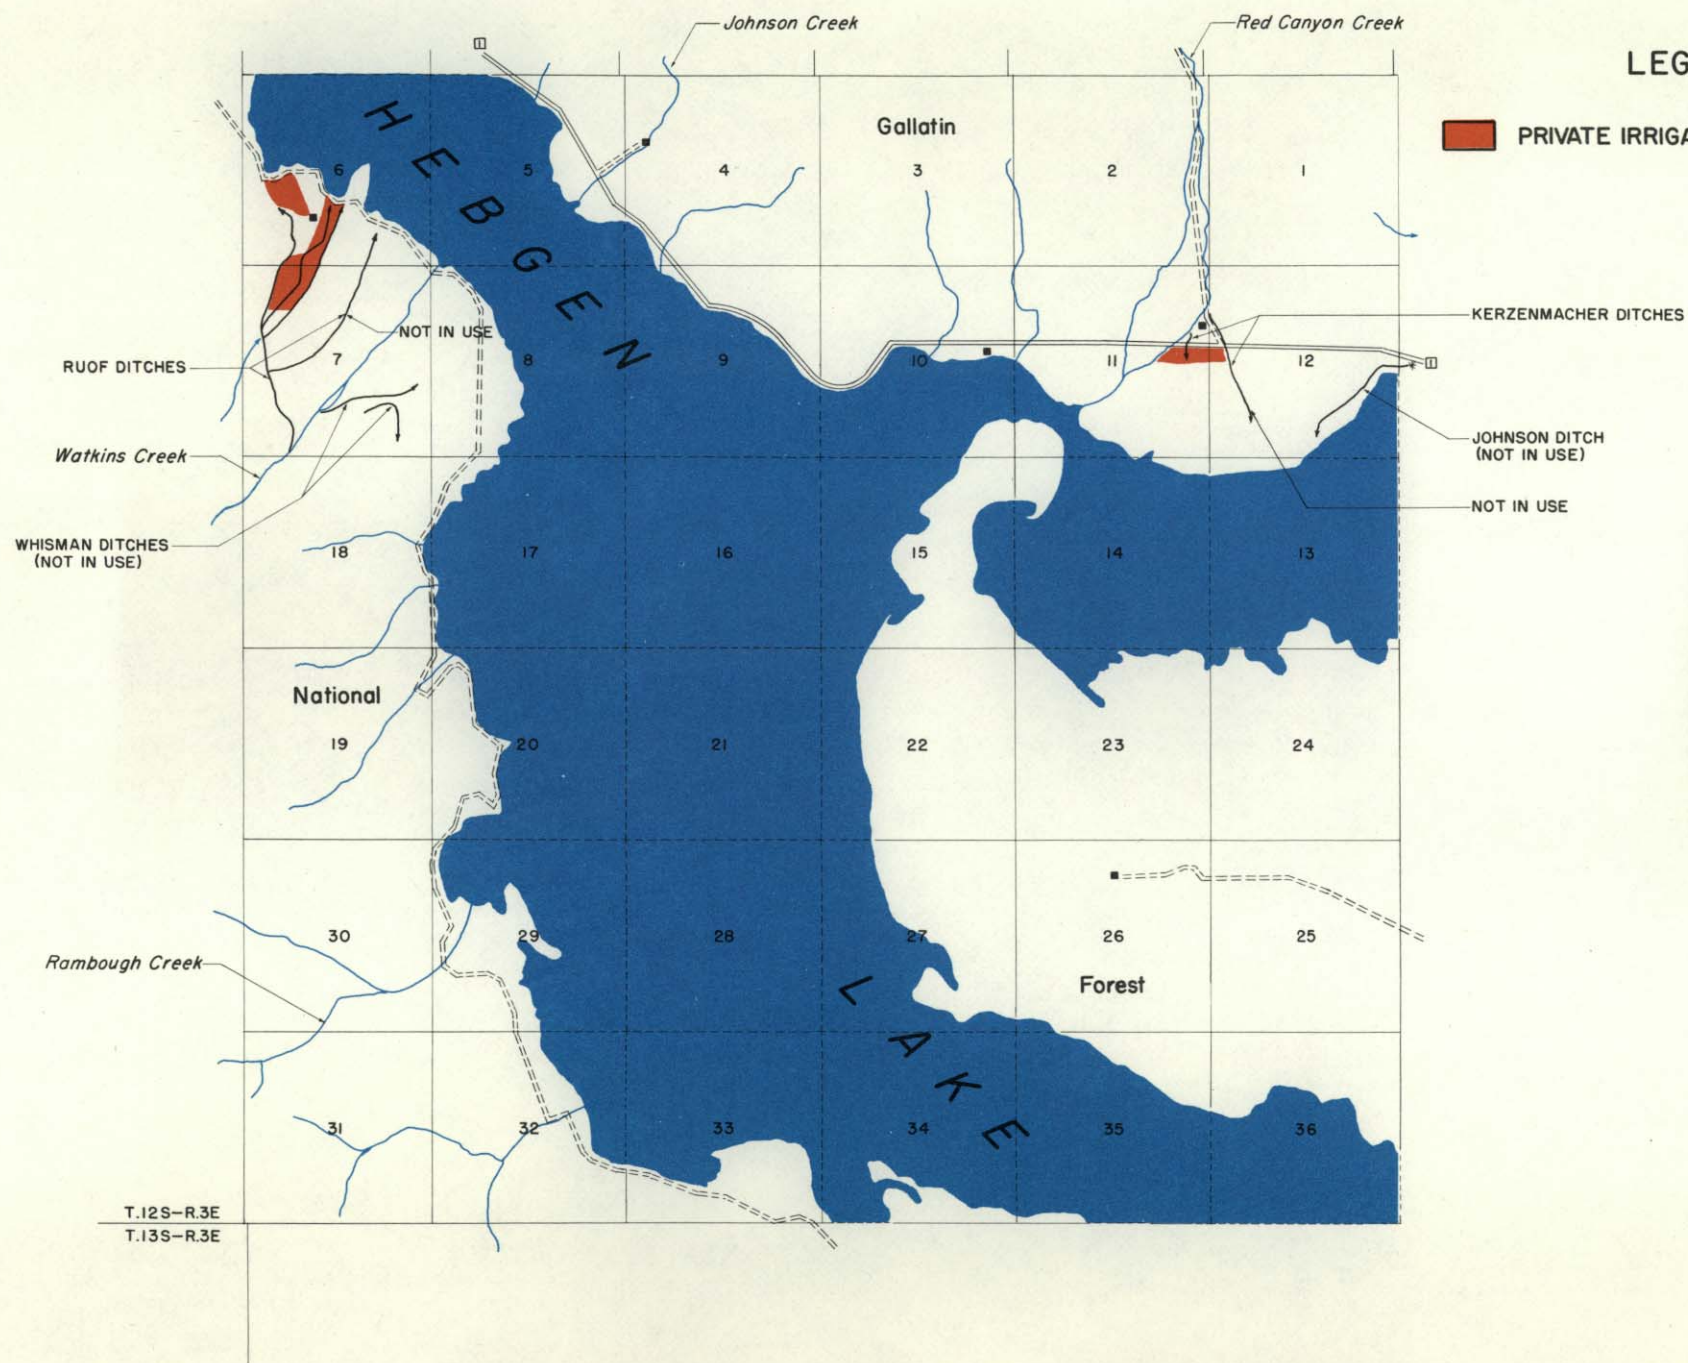 Johnson Creek
Red Canyon Creek
LEG
PRIVATE IRRIGA
Gallatin
6
5
4
3
2
1
HEBGEN
KERZENMACHER DITCHES
NOT IN USE
RUOF DITCHES
7
8
9
10
11
12
JOHNSON DITCH
(NOT IN USE)
Watkins Creek
NOT IN USE
WHISMAN DITCHES
(NOT IN USE)
18
17
16
15
14
13
National
19
20
21
22
23
24
30
29
28
27
26
25
Rambough Creek
Forest
LAKE
31
32
33
34
35
36
T.12S-R.3E
T.13S-R.3E
1
1